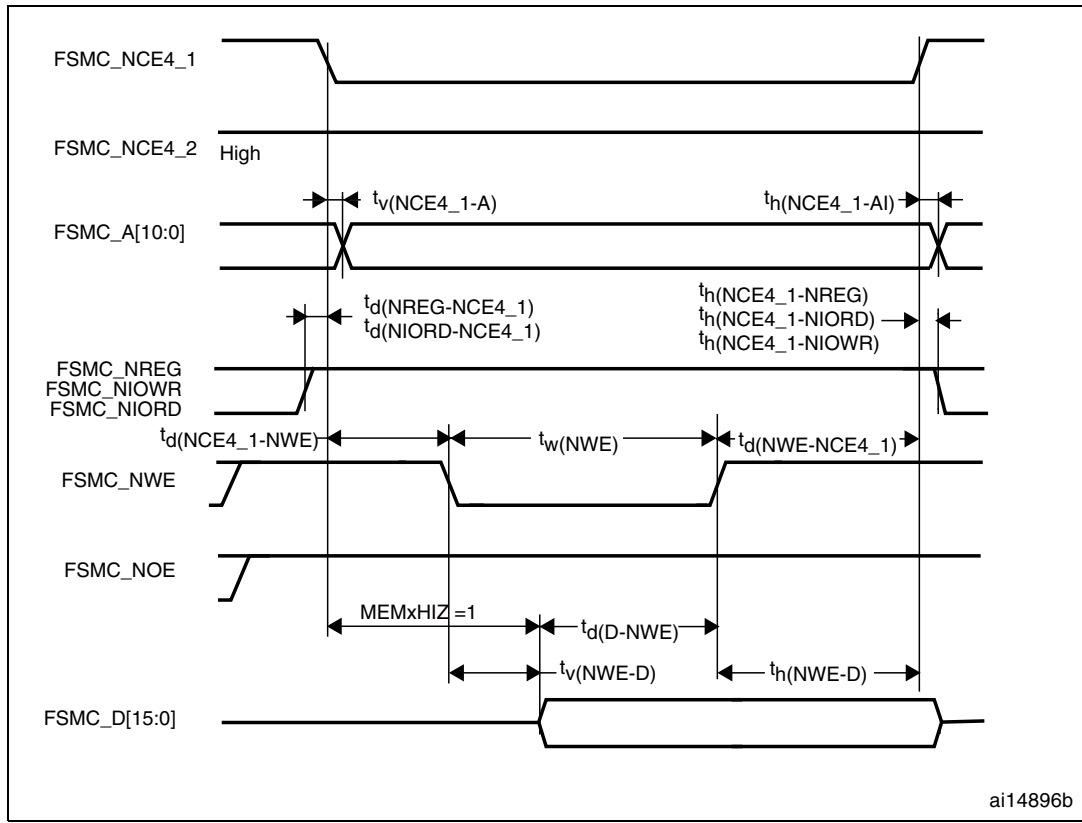 FSMC_NCE4_1
FSMC_NCE4_2 High
tv(NCE4_1-A) th(NCE4_1-AI)
FSMC_A[10:0]
td(NREG-NCE4_1) th(NCE4_1-NREG)
td(NIORD-NCE4_1) th(NCE4_1-NIORD)
th(NCE4_1-NIOWR)
FSMC_NREG
FSMC_NIOWR
FSMC_NIORD
td(NCE4_1-NWE) tw(NWE) td(NWE-NCE4_1)
FSMC_NWE
FSMC_NOE
MEMxHIZ =1
td(D-NWE)
tv(NWE-D) th(NWE-D)
FSMC_D[15:0]
ai14896b